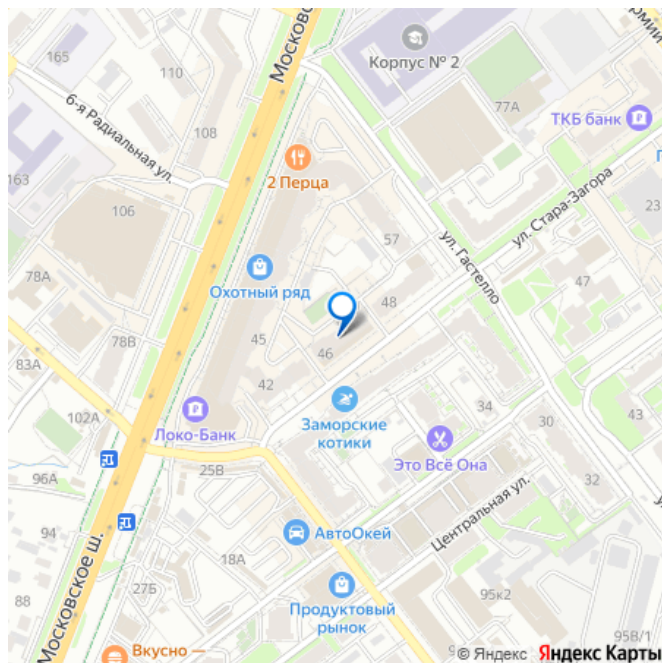 Московс
рмии
165
110
Корпус № 2
77А
ТКБ банк
6-я Радиальная ул.
108
163
2 Перца
106
57
ул. Стара-Загора
23
ул. Гастелло
78А
Охотный ряд
48
47
78В
45
46
83А
42
102А
Локо-Банк
Заморские
котики
34
30
43
Это Всё Она
25В
32
96А
94
АвтоОкей
Центральная ул.
18А
Московское ш.
27Б
88
Продуктовый
рынок
95к2
95В/1
Вкусно —
© Яндекс Яндекс Карты